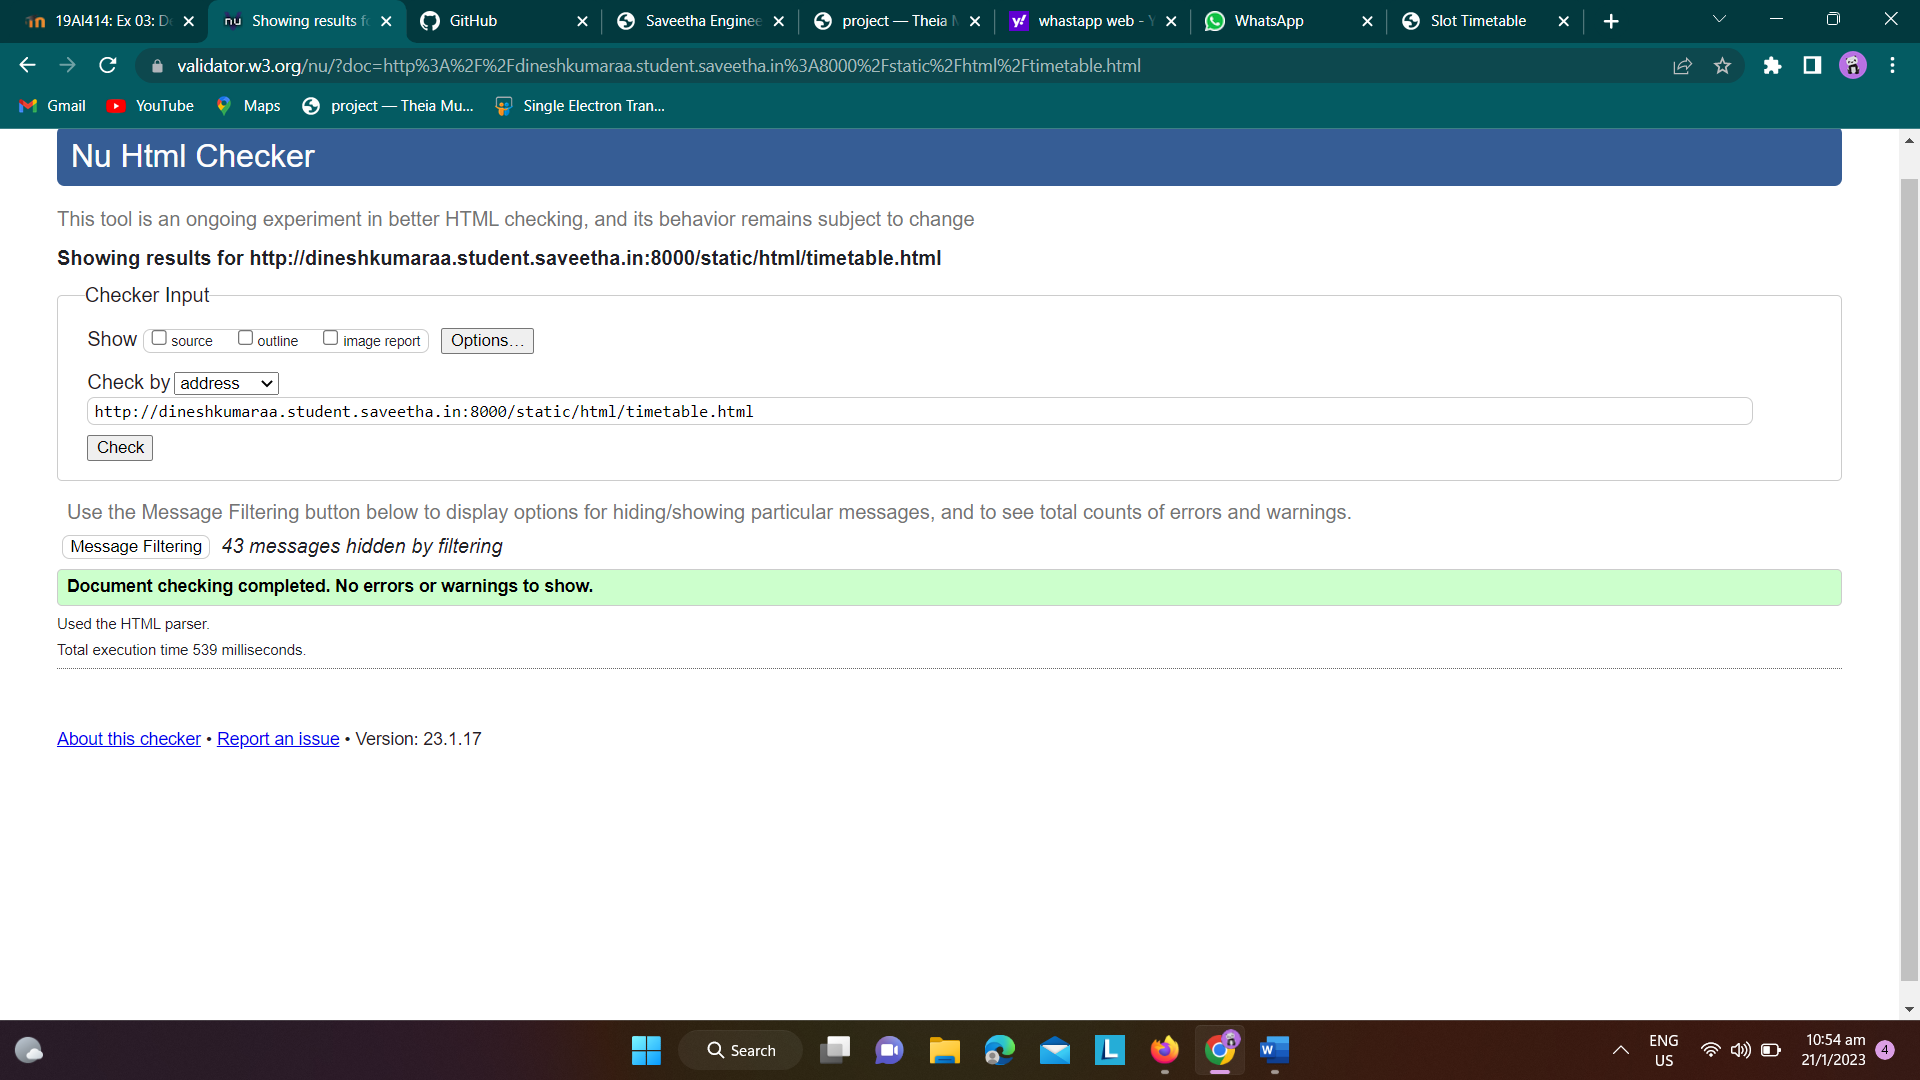 19AI414: Ex 03: D
nu Showing results f
GitHub
Saveetha Enginee
project — Theia M
y! whastapp web - Y
WhatsApp
Slot Timetable
validator.w3.org/nu/?doc=http%3A%2F%2Fdineshkumaraa.student.saveetha.in%3A8000%2Fstatic%2Fhtml%2Ftimetable.html
Gmail
YouTube
Maps
project — Theia Mu...
Single Electron Tran...
Nu Html Checker
This tool is an ongoing experiment in better HTML checking, and its behavior remains subject to change
Showing results for http://dineshkumaraa.student.saveetha.in:8000/static/html/timetable.html
Checker Input
Show source outline image report Options…
Check by address
http://dineshkumaraa.student.saveetha.in:8000/static/html/timetable.html
Check
Use the Message Filtering button below to display options for hiding/showing particular messages, and to see total counts of errors and warnings.
Message Filtering 43 messages hidden by filtering
Document checking completed. No errors or warnings to show.
Used the HTML parser.
Total execution time 539 milliseconds.
About this checker • Report an issue • Version: 23.1.17
Search
L
W
ENG
US
10:54 am
21/1/2023
4